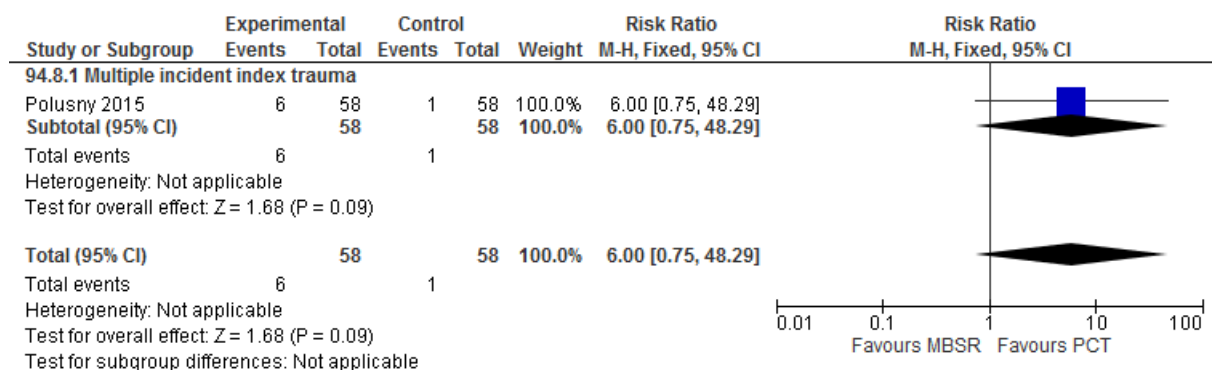 Experimental Control Risk Ratio Risk Ratio
Study or Subgroup Events Total Events Total Weight M-H, Fixed, 95% CI M-H, Fixed, 95% CI
94.8.1 Multiple incident index trauma
Polusny 2015 6 58 1 58 100.0% 6.00 [0.75, 48.29]
Subtotal (95% CI) 58 58 100.0% 6.00 [0.75, 48.29]
Total events 6 1
Heterogeneity: Not applicable
Test for overall effect: Z = 1.68 (P = 0.09)
Total (95% CI) 58 58 100.0% 6.00 [0.75, 48.29]
Total events 6 1
Heterogeneity: Not applicable
Test for overall effect: Z = 1.68 (P = 0.09)
Test for subgroup differences: Not applicable
0.01 0.1 1 10 100
Favours MBSR Favours PCT